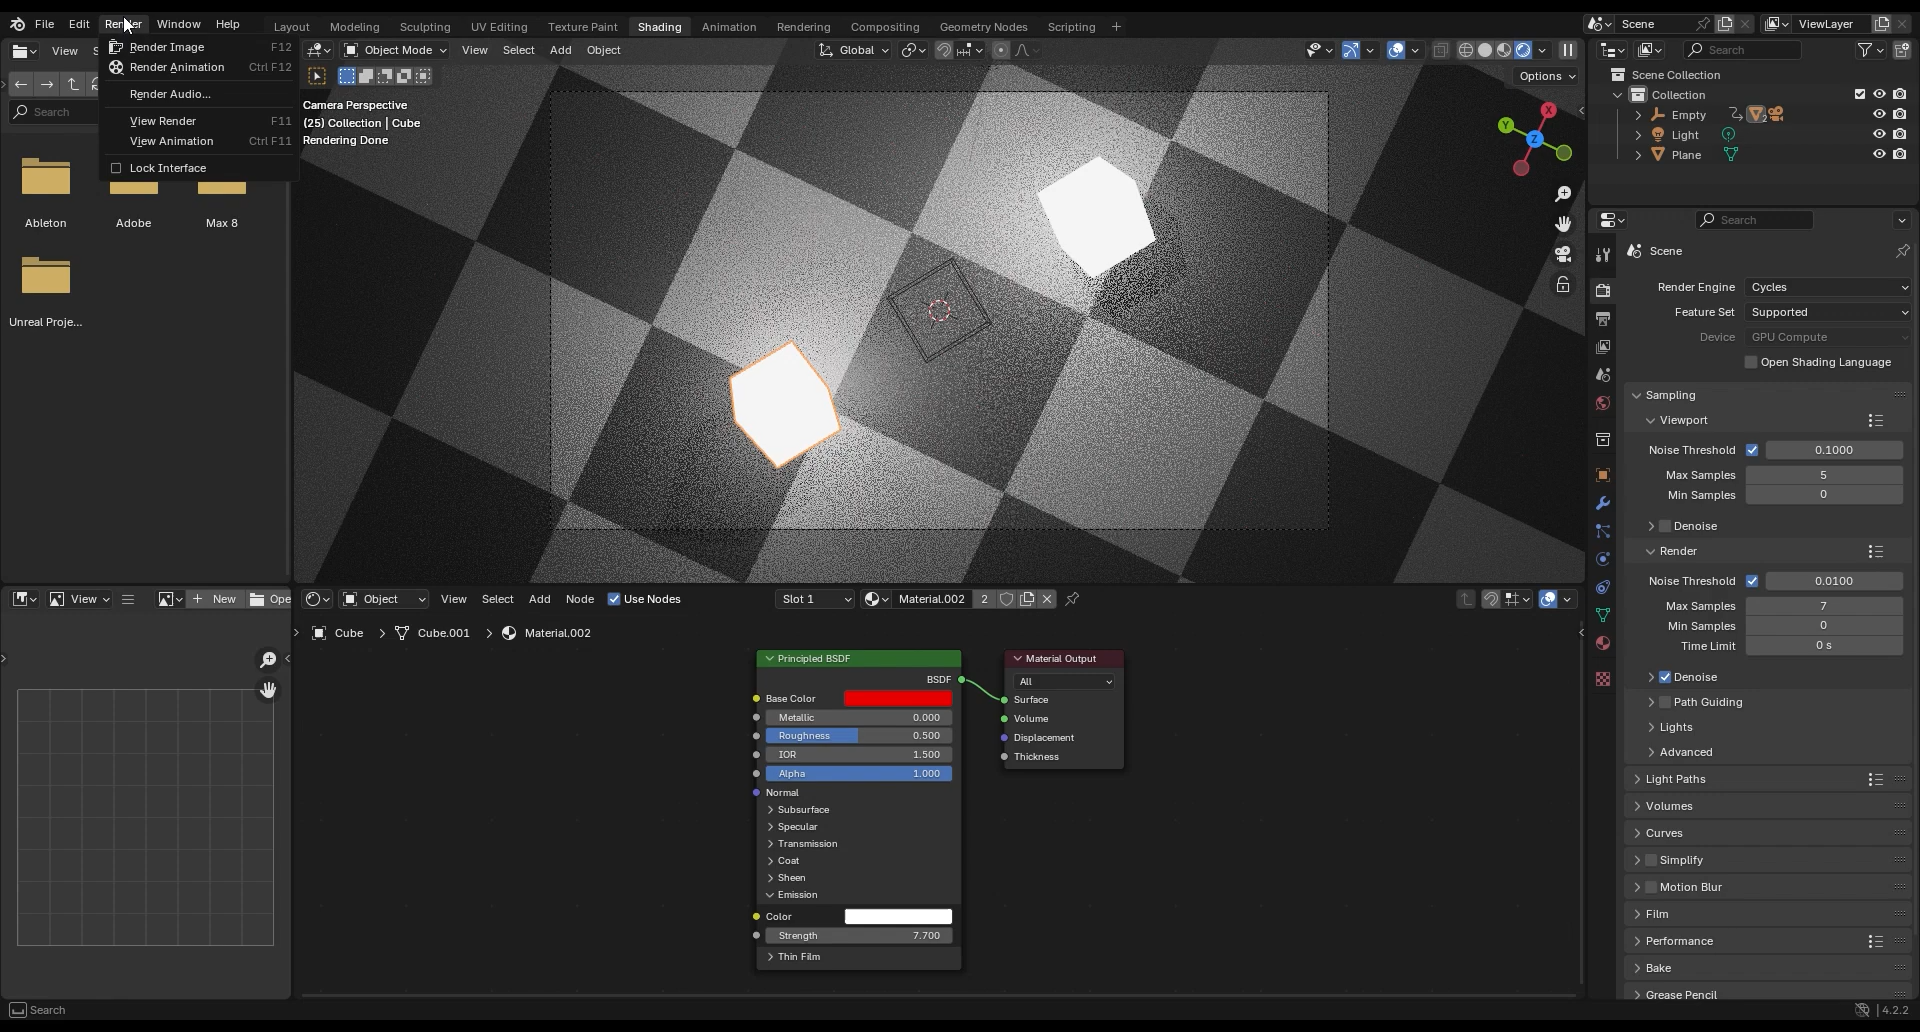 File Edit Render Window Help Layout Modeling Sculpting UV Editing Texture Paint Shading Animation Rendering Compositing Geometry Nodes Scripting + Scene ViewLayer
Render Image F12
Render Animation Ctrl F12
Render Audio...
View Render F11
View Animation Ctrl F11
Lock Interface
View S
Search
Ableton Adobe Max 8
Unreal Proje...
Object Mode View Select Add Object Global
Options
Camera Perspective
(25) Collection | Cube
Rendering Done
X
Y
Z
Search
Scene Collection
Collection
Empty 2
Light
Plane
Search
Scene
Render Engine Cycles
Feature Set Supported
Device GPU Compute
Open Shading Language
Sampling
Viewport
Noise Threshold 0.1000
Max Samples 5
Min Samples 0
Denoise
Render
Noise Threshold 0.0100
Max Samples 7
Min Samples 0
Time Limit 0 s
Denoise
Path Guiding
Lights
Advanced
Light Paths
Volumes
Curves
Simplify
Motion Blur
Film
Performance
Bake
Grease Pencil
View + New Ope
Object View Select Add Node Use Nodes Slot 1 Material.002 2
Cube > Cube.001 > Material.002
Principled BSDF
BSDF
Base Color
Metallic 0.000
Roughness 0.500
IOR 1.500
Alpha 1.000
Normal
Subsurface
Specular
Transmission
Coat
Sheen
Emission
Color
Strength 7.700
Thin Film
Material Output
All
Surface
Volume
Displacement
Thickness
Search
4.2.2